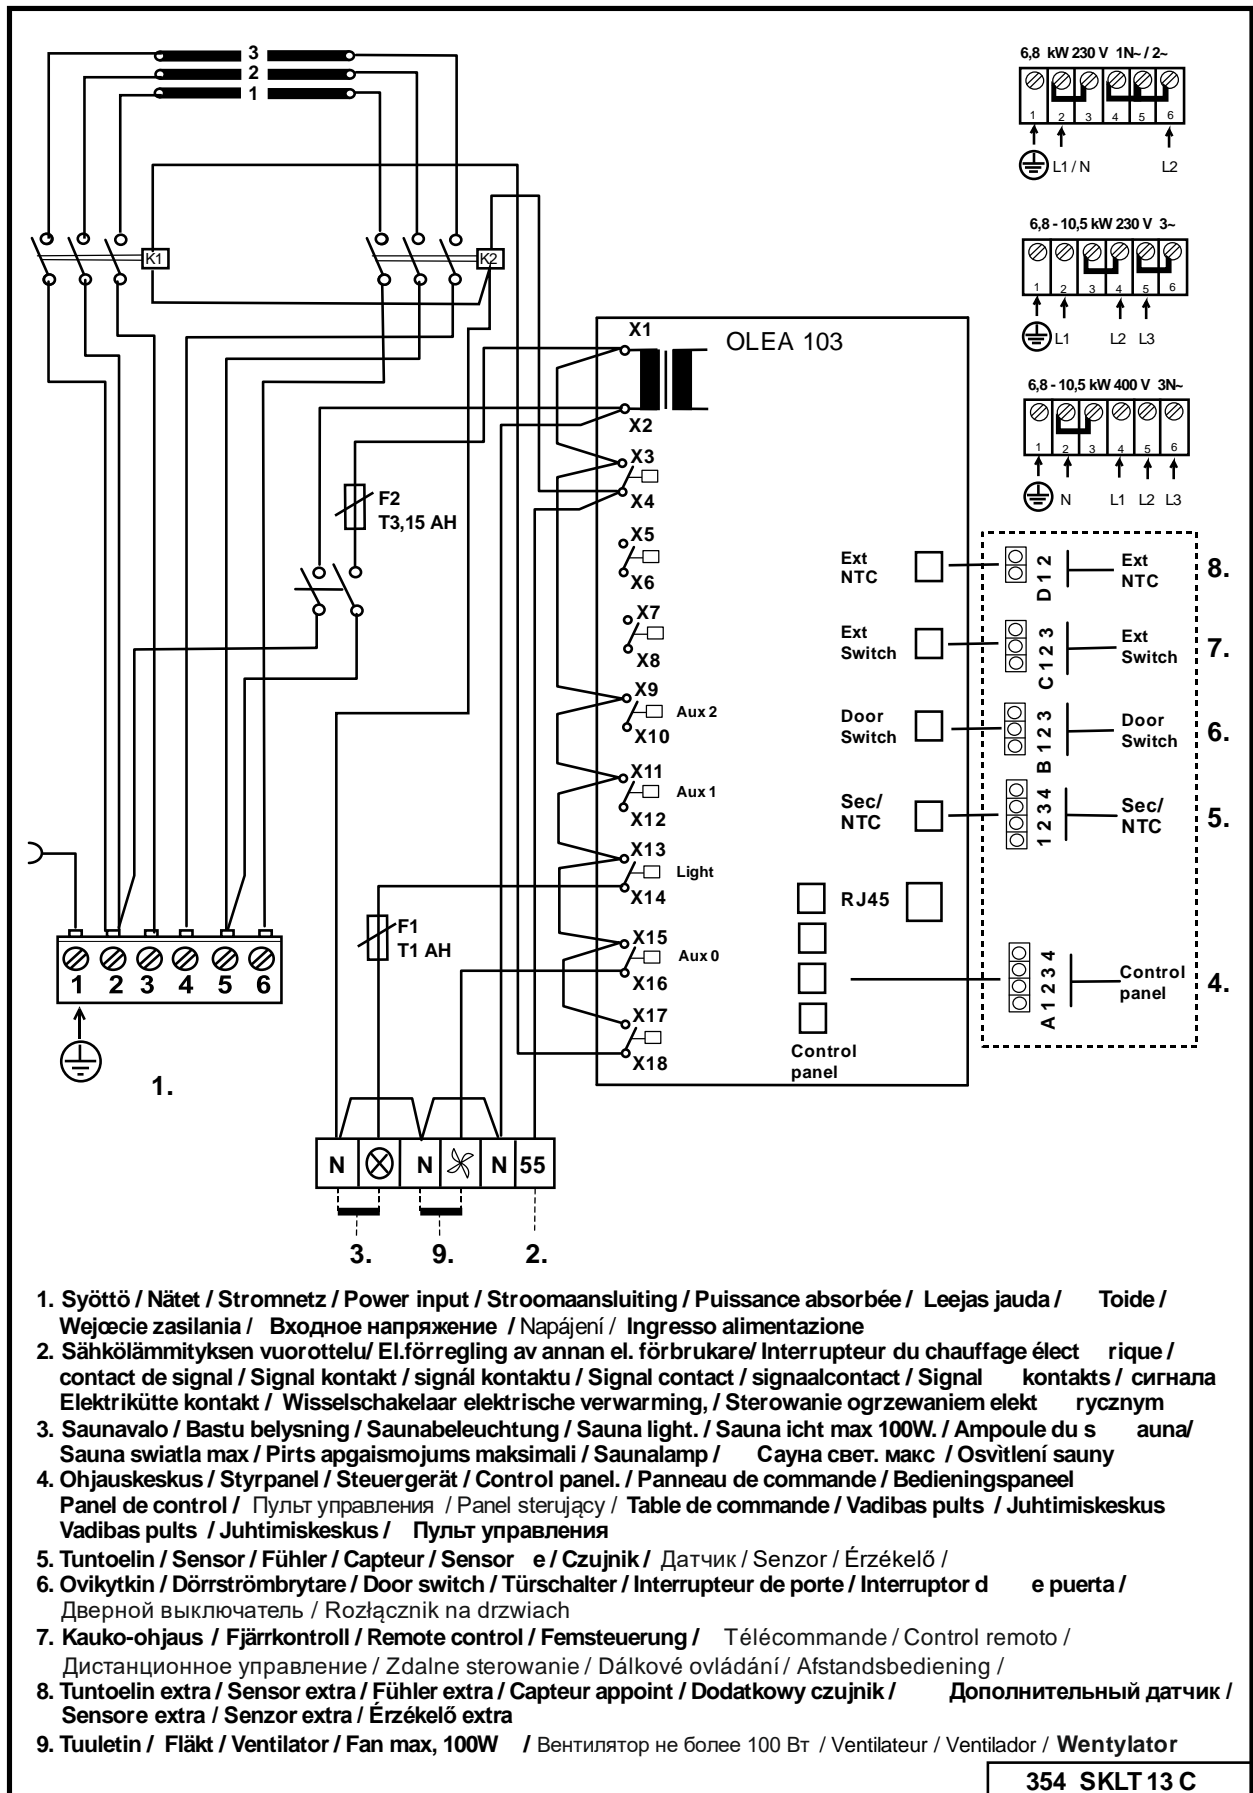 3
2
1
6,8 kW 230 V 1N~ / 2~
1 2 3 4 5 6
L1 / N L2
K1 K2
6,8 - 10,5 kW 230 V 3~
1 2 3 4 5 6
L1 L2 L3
6,8 - 10,5 kW 400 V 3N~
1 2 3 4 5 6
N L1 L2 L3
OLEA 103
X1
X2
X3
X4
X5
X6
X7
X8
X9
Aux 2
X10
X11
Aux 1
X12
X13
Light
X14
X15
Aux 0
X16
X17
X18
F2
T3,15 AH
F1
T1 AH
Ext
NTC
D 1 2
Ext
NTC
8.
Ext
Switch
C 1 2 3
Ext
Switch
7.
Door
Switch
B 1 2 3
Door
Switch
6.
Sec/
NTC
1 2 3 4
Sec/
NTC
5.
RJ45
A 1 2 3 4
Control
panel
4.
Control
panel
1 2 3 4 5 6
1.
N N N 55
3. 9. 2.
1. Syöttö / Nätet / Stromnetz / Power input / Stroomaansluiting / Puissance absorbée / Leejas jauda / Toide /
Wejœcie zasilania / Входное напряжение / Napájení / Ingresso alimentazione
2. Sähkölämmityksen vuorottelu/ El.förregling av annan el. förbrukare/ Interrupteur du chauffage élect rique /
contact de signal / Signal kontakt / signál kontaktu / Signal contact / signaalcontact / Signal kontakts / сигнала
Elektrikütte kontakt / Wisselschakelaar elektrische verwarming, / Sterowanie ogrzewaniem elekt rycznym
3. Saunavalo / Bastu belysning / Saunabeleuchtung / Sauna light. / Sauna icht max 100W. / Ampoule du s auna/
Sauna swiatla max / Pirts apgaismojums maksimali / Saunalamp / Сауна свет. макс / Osvìtlení sauny
4. Ohjauskeskus / Styrpanel / Steuergerät / Control panel. / Panneau de commande / Bedieningspaneel
Panel de control / Пульт управления / Panel sterujący / Table de commande / Vadibas pults / Juhtimiskeskus
Vadibas pults / Juhtimiskeskus / Пульт управления
5. Tuntoelin / Sensor / Fühler / Capteur / Sensor e / Czujnik / Датчик / Senzor / Érzékelő /
6. Ovikytkin / Dörrströmbrytare / Door switch / Türschalter / Interrupteur de porte / Interruptor d e puerta /
Дверной выключатель / Rozłącznik na drzwiach
7. Kauko-ohjaus / Fjärrkontroll / Remote control / Femsteuerung / Télécommande / Control remoto /
Дистанционное управление / Zdalne sterowanie / Dálkové ovládání / Afstandsbediening /
8. Tuntoelin extra / Sensor extra / Fühler extra / Capteur appoint / Dodatkowy czujnik / Дополнительный датчик /
Sensore extra / Senzor extra / Érzékelő extra
9. Tuuletin / Fläkt / Ventilator / Fan max, 100W / Вентилятор не более 100 Вт / Ventilateur / Ventilador / Wentylator
354 SKLT 13 C